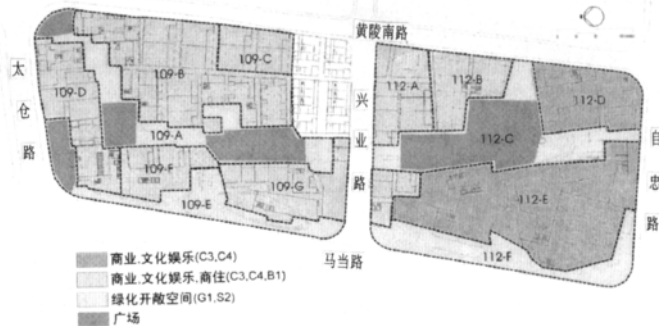 黄陵南路
太仓路
兴业路
自忠路
马当路
109-D
109-B
109-C
109-A
109-F
109-E
109-G
112-A
112-B
112-D
112-C
112-E
112-F
商业.文化娱乐(C3,C4)
商业.文化娱乐.商住(C3,C4,B1)
绿化开敞空间(G1,S2)
广场